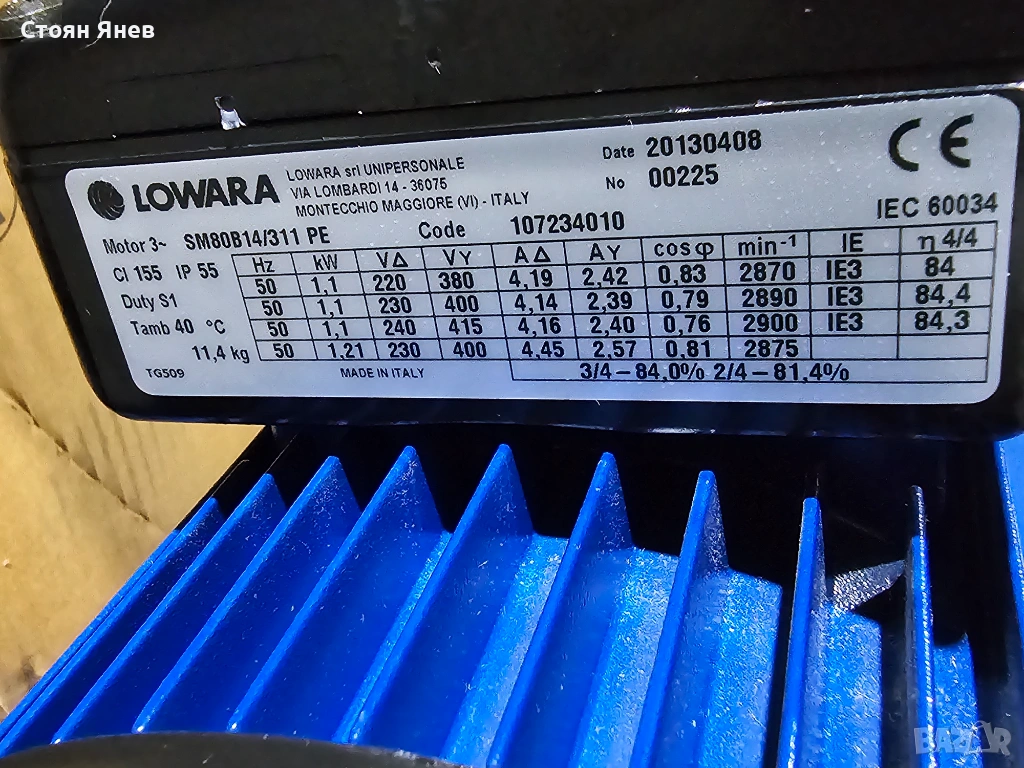 Стоян Янев
LOWARA
LOWARA srl UNIPERSONALE
VIA LOMBARDI 14 - 36075
MONTECCHIO MAGGIORE (VI) - ITALY
Date 20130408
No 00225
CE
IEC 60034
Motor 3~ SM80B14/311 PE Code 107234010
Cl 155 IP 55
Duty S1
Tamb 40 °C
11,4 kg
Hz kW V∆ VY A∆ AY cosφ min-1 IE η 4/4
50 1,1 220 380 4,19 2,42 0,83 2870 IE3 84
50 1,1 230 400 4,14 2,39 0,79 2890 IE3 84,4
50 1,1 240 415 4,16 2,40 0,76 2900 IE3 84,3
50 1.21 230 400 4.45 2,57 0,81 2875
3/4–84,0% 2/4–81,4%
TG509
MADE IN ITALY
BAZAR